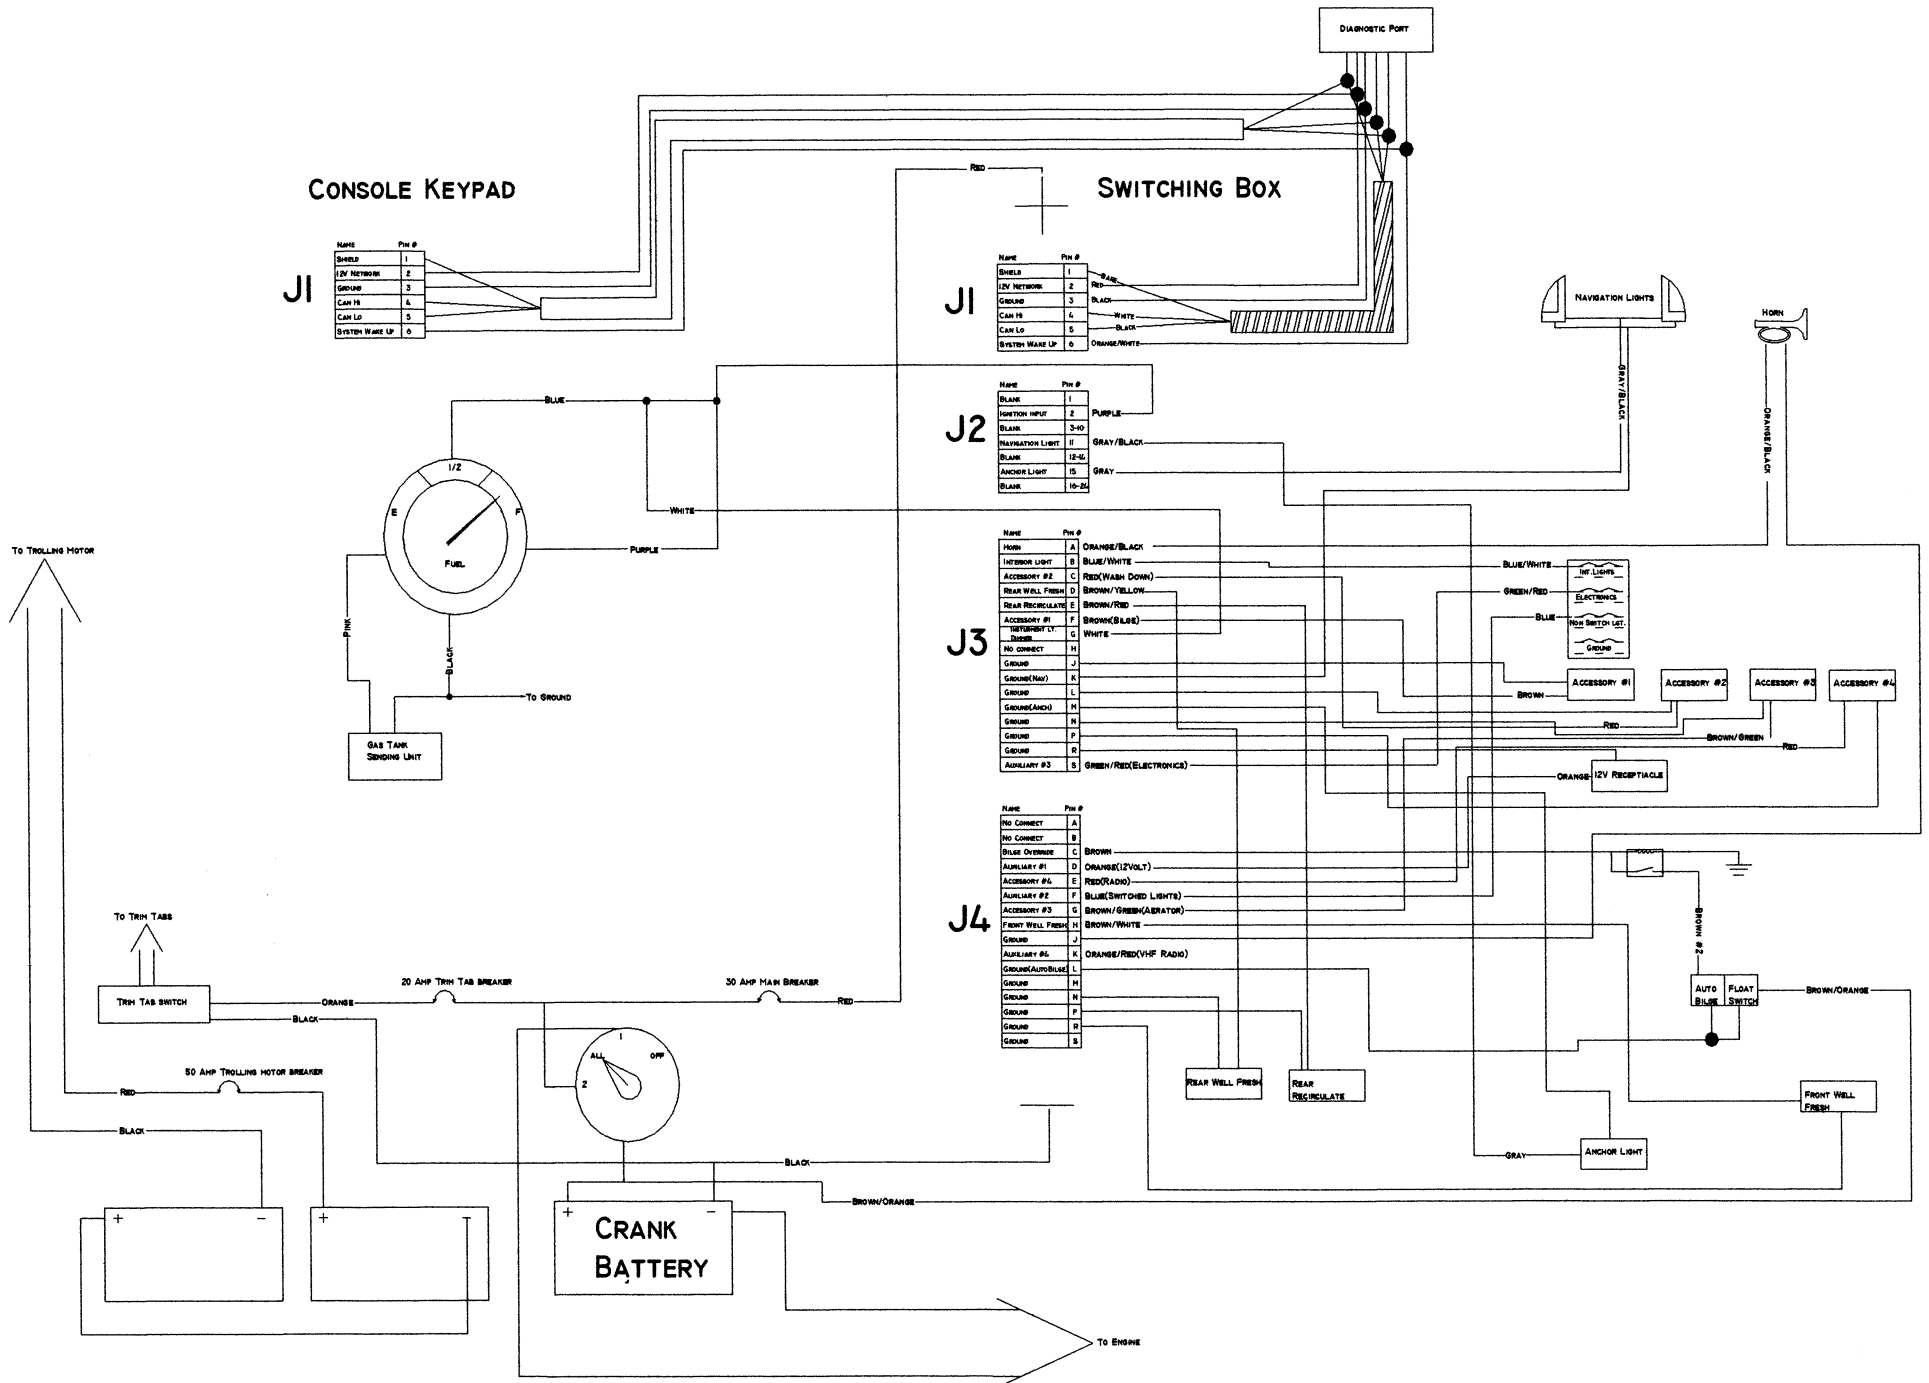 DIAGNOSTIC PORT
RED
CONSOLE KEYPAD
SWITCHING BOX
J1
NAME PIN #
SHIELD 1
12V NETWORK 2
GROUND 3
CAN HI 4
CAN LO 5
SYSTEM WAKE UP 6
J1
NAME PIN #
SHIELD 1 BARE
12V NETWORK 2 RED
GROUND 3 BLACK
CAN HI 4 WHITE
CAN LO 5 BLACK
SYSTEM WAKE UP 6 ORANGE/WHITE
NAVIGATION LIGHTS
HORN
GRAY/BLACK
ORANGE/BLACK
J2
NAME PIN #
BLANK 1
IGNITION INPUT 2 PURPLE
BLANK 3-10
NAVIGATION LIGHT 11 GRAY/BLACK
BLANK 12-14
ANCHOR LIGHT 15 GRAY
BLANK 16-24
BLUE
1/2
E
F
FUEL
WHITE
PURPLE
PINK
BLACK
TO GROUND
GAS TANK
SENDING UNIT
TO TROLLING MOTOR
J3
NAME PIN #
HORN A ORANGE/BLACK
INTERIOR LIGHT B BLUE/WHITE
ACCESSORY #2 C RED(WASH DOWN)
REAR WELL FRESH D BROWN/YELLOW
REAR RECIRCULATE E BROWN/RED
ACCESSORY #1 F BROWN(BILGE)
INSTURMENT LT. DIMMER G WHITE
NO CONNECT H
GROUND J
GROUND(NAV) K
GROUND L
GROUND(ANCH) M
GROUND N
GROUND P
GROUND R
AUXILIARY #3 S GREEN/RED(ELECTRONICS)
BLUE/WHITE
INT.LIGHTS
GREEN/RED
ELECTRONICS
BLUE
NON SWITCH LGT.
GROUND
ACCESSORY #1
ACCESSORY #2
ACCESSORY #3
ACCESSORY #4
BROWN
RED
BROWN/GREEN
RED
ORANGE
12V RECEPTIACLE
J4
NAME PIN #
NO CONNECT A
NO CONNECT B
BILGE OVERRIDE C BROWN
AUXILIARY #1 D ORANGE(12VOLT)
ACCESSORY #4 E RED(RADIO)
AUXILIARY #2 F BLUE(SWITCHED LIGHTS)
ACCESSORY #3 G BROWN/GREEN(AERATOR)
FRONT WELL FRESH H BROWN/WHITE
GROUND J
AUXILIARY #4 K ORANGE/RED(VHF RADIO)
GROUND(AUTOBILGE) L
GROUND M
GROUND N
GROUND P
GROUND R
GROUND S
BROWN #2
AUTO
BILGE
FLOAT
SWITCH
BROWN/ORANGE
REAR WELL FRESH
REAR
RECIRCULATE
FRONT WELL
FRESH
GRAY
ANCHOR LIGHT
TO TRIM TABS
TRIM TAB SWITCH
ORANGE
20 AMP TRIM TAB BREAKER
30 AMP MAIN BREAKER
RED
BLACK
1
ALL
OFF
2
50 AMP TROLLING MOTOR BREAKER
RED
BLACK
BLACK
BROWN/ORANGE
+ -
+ -
+ -
CRANK
BATTERY
TO ENGINE